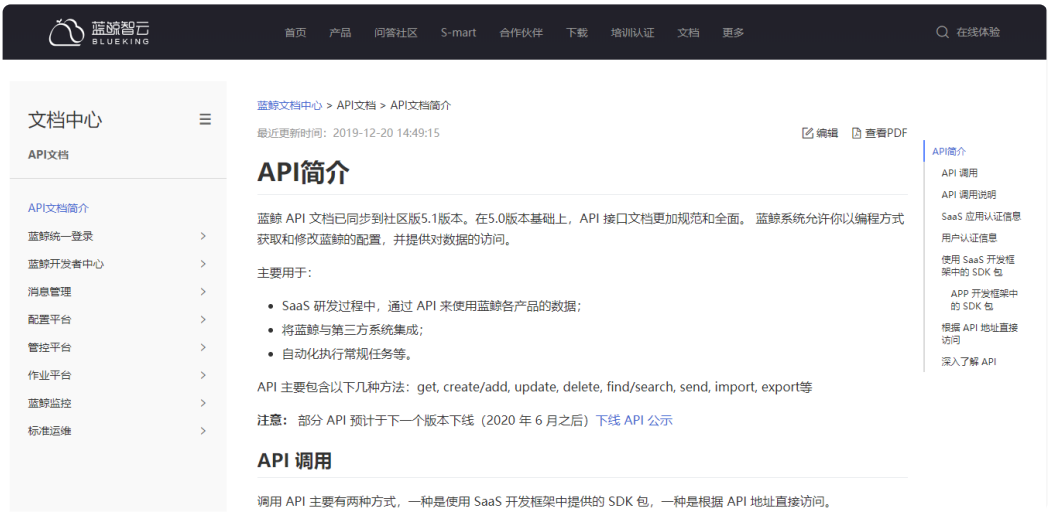 蓝鲸智云
BLUEKING
首页 产品 问答社区 S-mart 合作伙伴 下载 培训认证 文档 更多
在线体验
文档中心
API文档
API文档简介
蓝鲸统一登录
蓝鲸开发者中心
消息管理
配置平台
管控平台
作业平台
蓝鲸监控
标准运维
蓝鲸文档中心 > API文档 > API文档简介
最近更新时间：2019-12-20 14:49:15
编辑 查看PDF
API简介
蓝鲸 API 文档已同步到社区版5.1版本。在5.0版本基础上，API 接口文档更加规范和全面。 蓝鲸系统允许你以编程方式
获取和修改蓝鲸的配置，并提供对数据的访问。
主要用于：
SaaS 研发过程中，通过 API 来使用蓝鲸各产品的数据；
将蓝鲸与第三方系统集成；
自动化执行常规任务等。
API 主要包含以下几种方法：get, create/add, update, delete, find/search, send, import, export等
注意： 部分 API 预计于下一个版本下线（2020 年 6 月之后）下线 API 公示
API 调用
调用 API 主要有两种方式，一种是使用 SaaS 开发框架中提供的 SDK 包，一种是根据 API 地址直接访问。
API简介
API 调用
API 调用说明
SaaS 应用认证信息
用户认证信息
使用 SaaS 开发框
架中的 SDK 包
APP 开发框架中
的 SDK 包
根据 API 地址直接
访问
深入了解 API